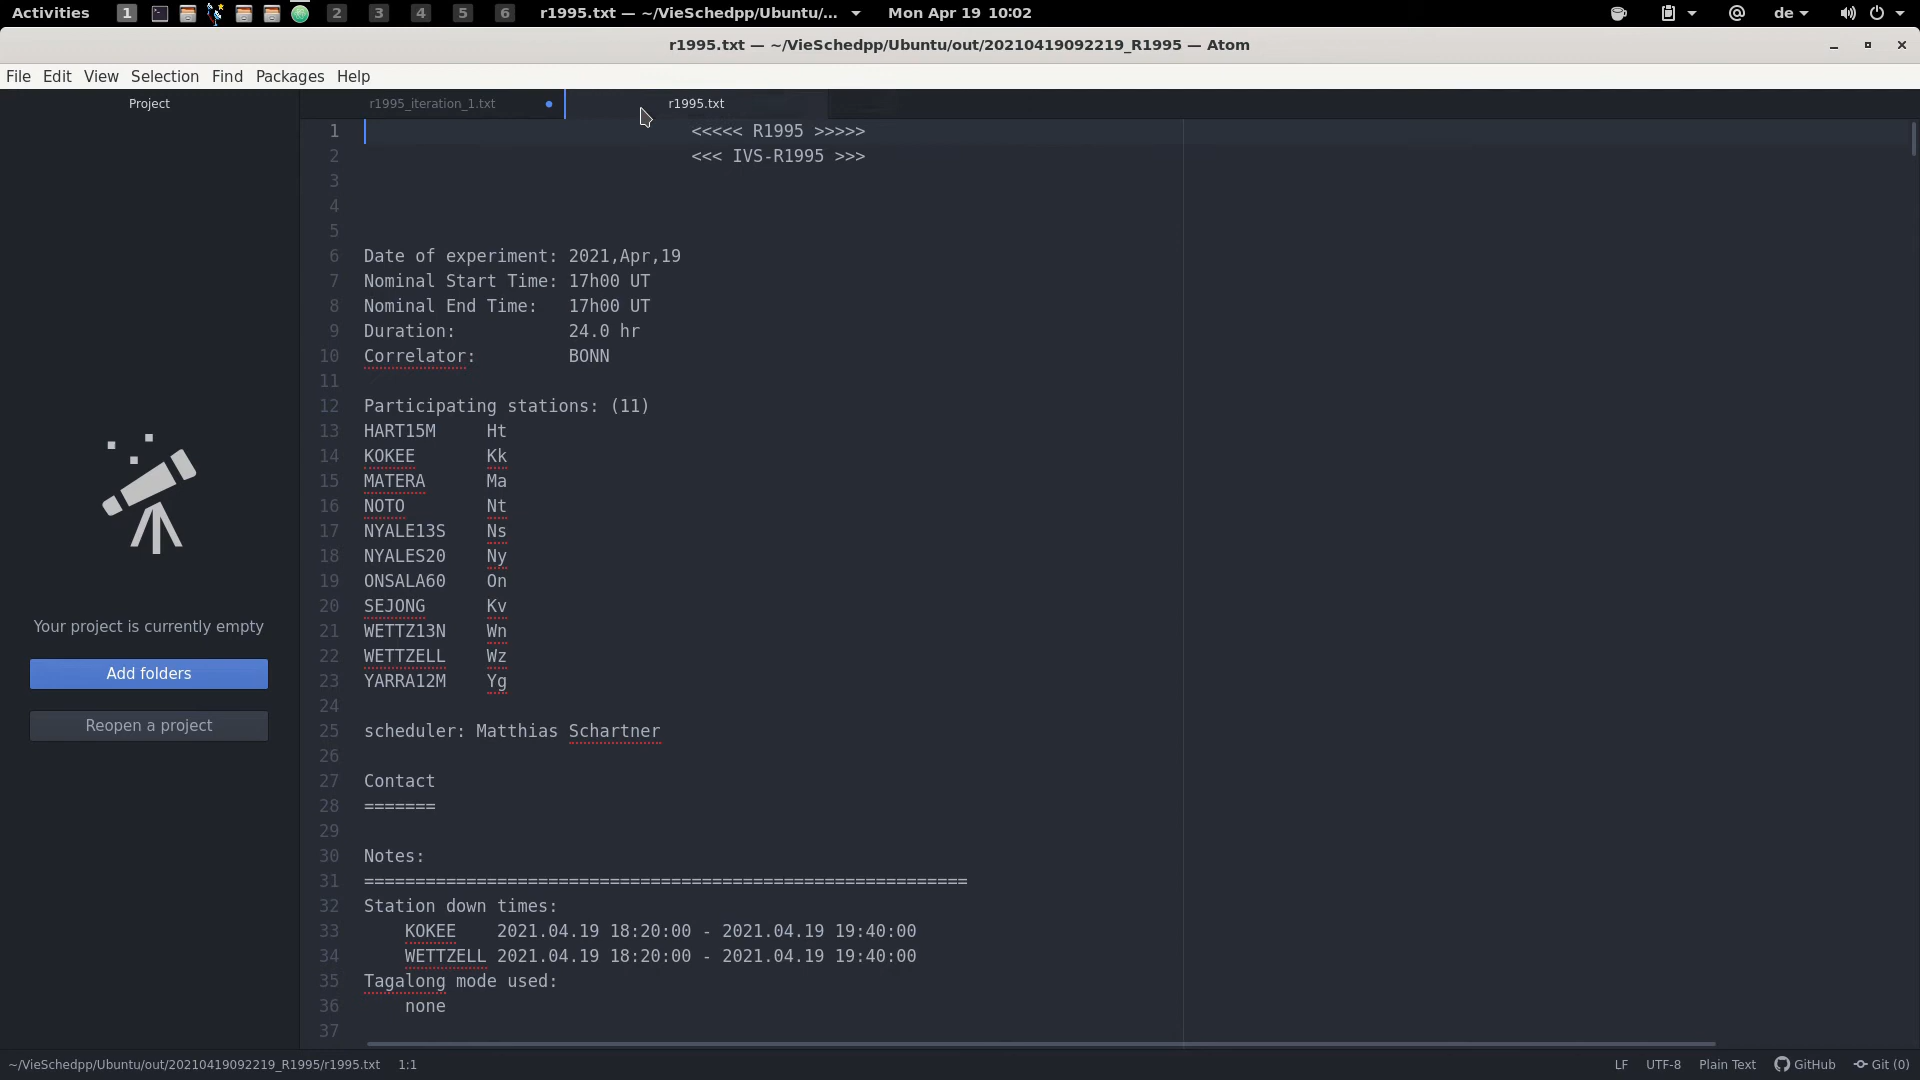 Activities 1 2 3 4 5 6 r1995.txt — ~/VieSchedpp/Ubuntu/... Mon Apr 19 10:02 de
r1995.txt — ~/VieSchedpp/Ubuntu/out/20210419092219_R1995 — Atom
File Edit View Selection Find Packages Help
Project
r1995_iteration_1.txt r1995.txt
1 <<<<< R1995 >>>>>
2 <<< IVS-R1995 >>>
3
4
5
6 Date of experiment: 2021,Apr,19
7 Nominal Start Time: 17h00 UT
8 Nominal End Time: 17h00 UT
9 Duration: 24.0 hr
10 Correlator: BONN
11
12 Participating stations: (11)
13 HART15M Ht
14 KOKEE Kk
15 MATERA Ma
16 NOTO Nt
17 NYALE13S Ns
18 NYALES20 Ny
19 ONSALA60 On
20 SEJONG Kv
21 WETTZ13N Wn
22 WETTZELL Wz
23 YARRA12M Yg
24
25 scheduler: Matthias Schartner
26
27 Contact
28 =======
29
30 Notes:
31 ===========================================================
32 Station down times:
33 KOKEE 2021.04.19 18:20:00 - 2021.04.19 19:40:00
34 WETTZELL 2021.04.19 18:20:00 - 2021.04.19 19:40:00
35 Tagalong mode used:
36 none
37
Your project is currently empty
Add folders
Reopen a project
~/VieSchedpp/Ubuntu/out/20210419092219_R1995/r1995.txt 1:1 LF UTF-8 Plain Text GitHub Git (0)